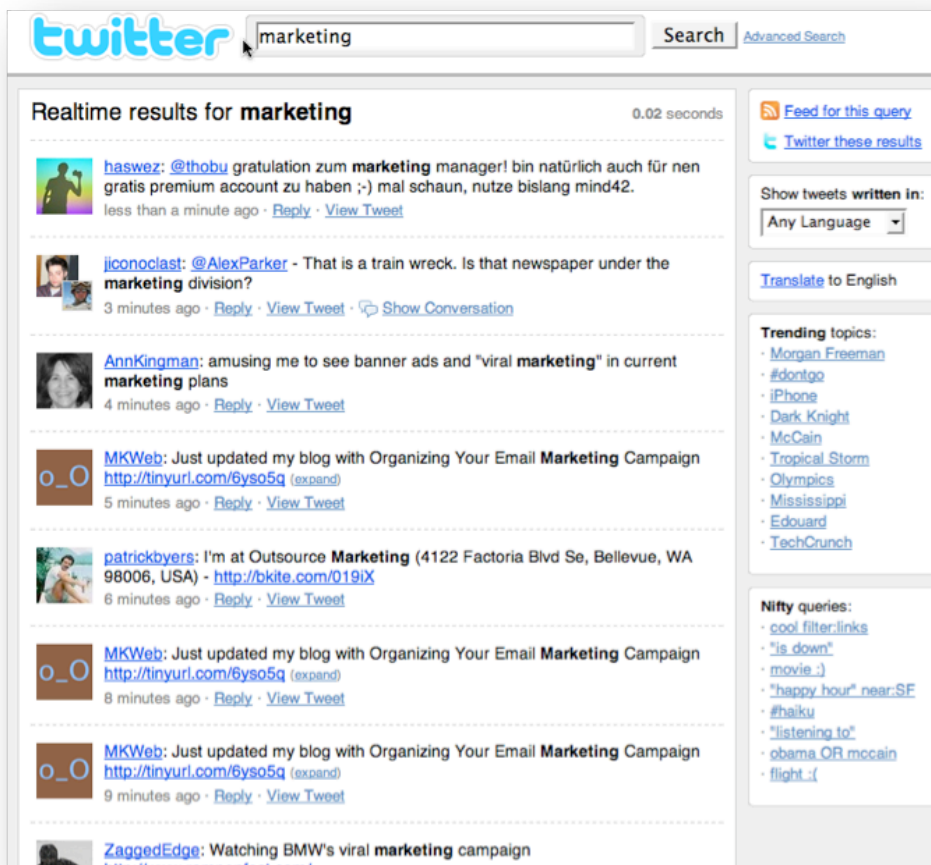 twitter
marketing
Search
Advanced Search
Realtime results for marketing
0.02 seconds
haswez: @thobu gratulation zum marketing manager! bin natürlich auch für nen
gratis premium account zu haben ;-) mal schaun, nutze bislang mind42.
less than a minute ago · Reply · View Tweet
jiconoclast: @AlexParker - That is a train wreck. Is that newspaper under the
marketing division?
3 minutes ago · Reply · View Tweet · Show Conversation
AnnKingman: amusing me to see banner ads and "viral marketing" in current
marketing plans
4 minutes ago · Reply · View Tweet
o_O
MKWeb: Just updated my blog with Organizing Your Email Marketing Campaign
http://tinyurl.com/6yso5q (expand)
5 minutes ago · Reply · View Tweet
patrickbyers: I'm at Outsource Marketing (4122 Factoria Blvd Se, Bellevue, WA
98006, USA) - http://bkite.com/019iX
6 minutes ago · Reply · View Tweet
o_O
MKWeb: Just updated my blog with Organizing Your Email Marketing Campaign
http://tinyurl.com/6yso5q (expand)
8 minutes ago · Reply · View Tweet
o_O
MKWeb: Just updated my blog with Organizing Your Email Marketing Campaign
http://tinyurl.com/6yso5q (expand)
9 minutes ago · Reply · View Tweet
ZaggedEdge: Watching BMW's viral marketing campaign
Feed for this query
Twitter these results
Show tweets written in:
Any Language
Translate to English
Trending topics:
· Morgan Freeman
· #dontgo
· iPhone
· Dark Knight
· McCain
· Tropical Storm
· Olympics
· Mississippi
· Edouard
· TechCrunch
Nifty queries:
· cool filter:links
· "is down"
· movie :)
· "happy hour" near:SF
· #haiku
· "listening to"
· obama OR mccain
· flight :(